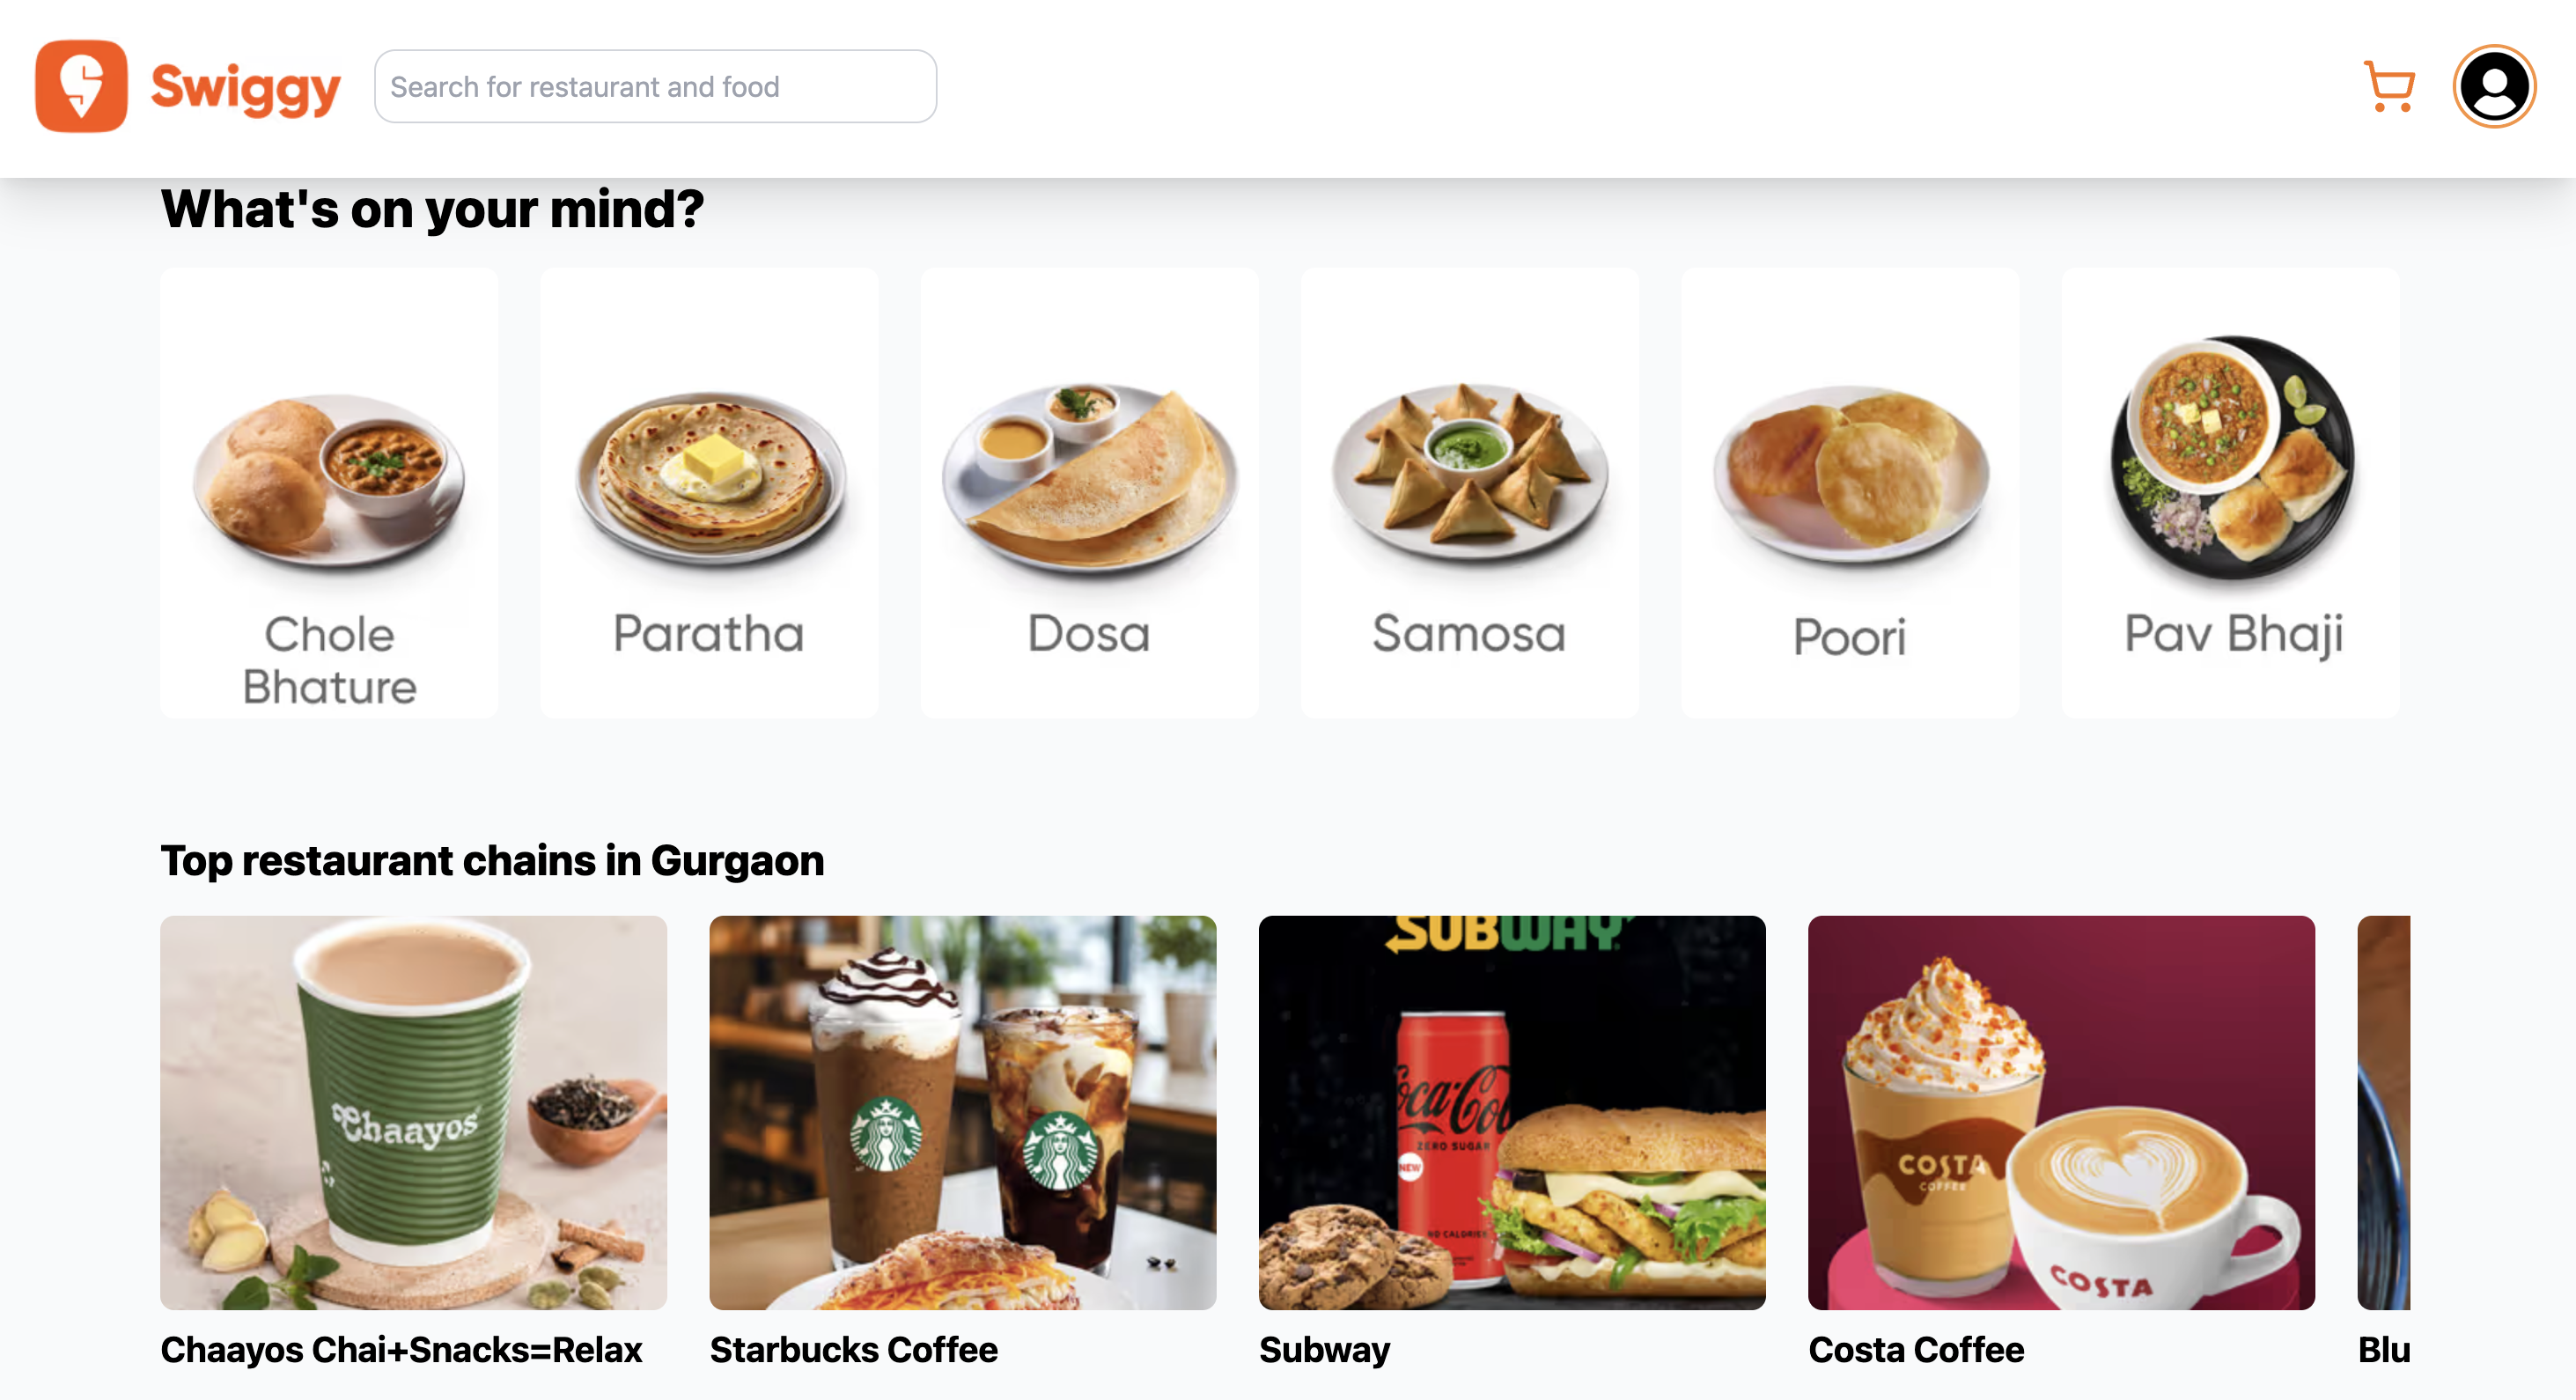 Swiggy
Search for restaurant and food
What's on your mind?
Chole
Bhature
Paratha
Dosa
Samosa
Poori
Pav Bhaji
Top restaurant chains in Gurgaon
Chaayos
SUBWAY
Coca-Col
ZERO SUGAR
NEW
NO CALORIES
COSTA
COFFEE
COSTA
Chaayos Chai+Snacks=Relax
Starbucks Coffee
Subway
Costa Coffee
Blu